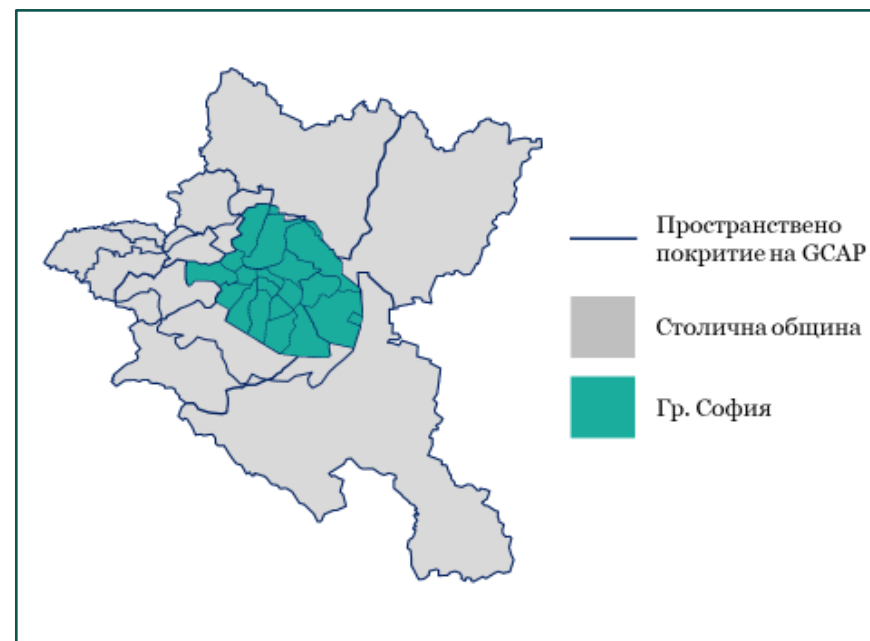 Пространствено
покритие на GCAP
Столична община
Гр. София